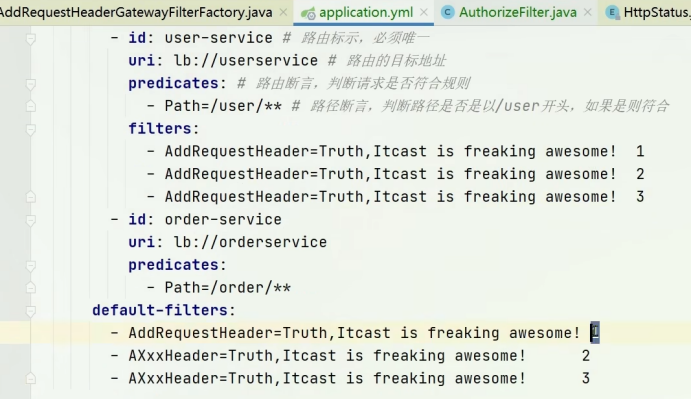 AddRequestHeaderGatewayFilterFactory.java × application.yml × AuthorizeFilter.java × HttpStatus.
- id: user-service # 路由标示，必须唯一
uri: lb://userservice # 路由的目标地址
predicates: # 路由断言，判断请求是否符合规则
- Path=/user/** # 路径断言，判断路径是否是以/user开头，如果是则符合
filters:
- AddRequestHeader=Truth,Itcast is freaking awesome! 1
- AddRequestHeader=Truth,Itcast is freaking awesome! 2
- AddRequestHeader=Truth,Itcast is freaking awesome! 3
- id: order-service
uri: lb://orderservice
predicates:
- Path=/order/**
default-filters:
- AddRequestHeader=Truth,Itcast is freaking awesome! 1
- AXxxHeader=Truth,Itcast is freaking awesome! 2
- AXxxHeader=Truth,Itcast is freaking awesome! 3